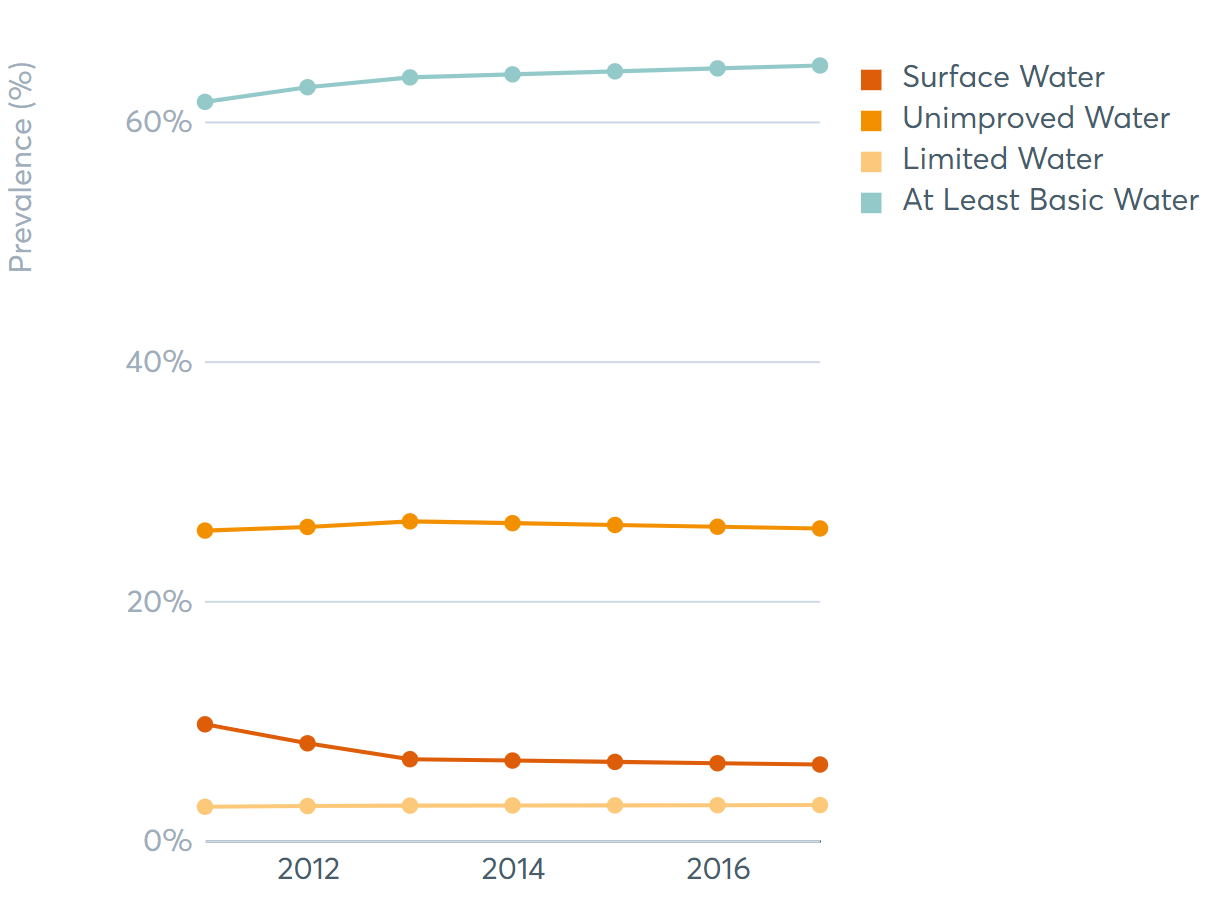 Prevalence (%)
60%
40%
20%
0%
2012
2014
2016
Surface Water
Unimproved Water
Limited Water
At Least Basic Water